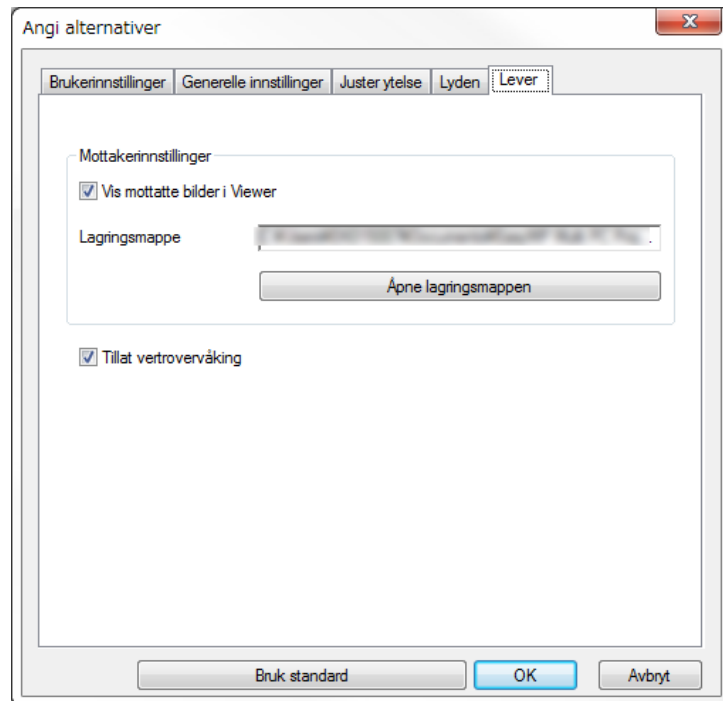 Angi alternativer
Brukerinnstillinger Generelle innstillinger Juster ytelse Lyden Lever
Mottakerinnstillinger
Vis mottatte bilder i Viewer
Lagringsmappe
Åpne lagringsmappen
Tillat vertrovervåking
Bruk standard OK Avbryt